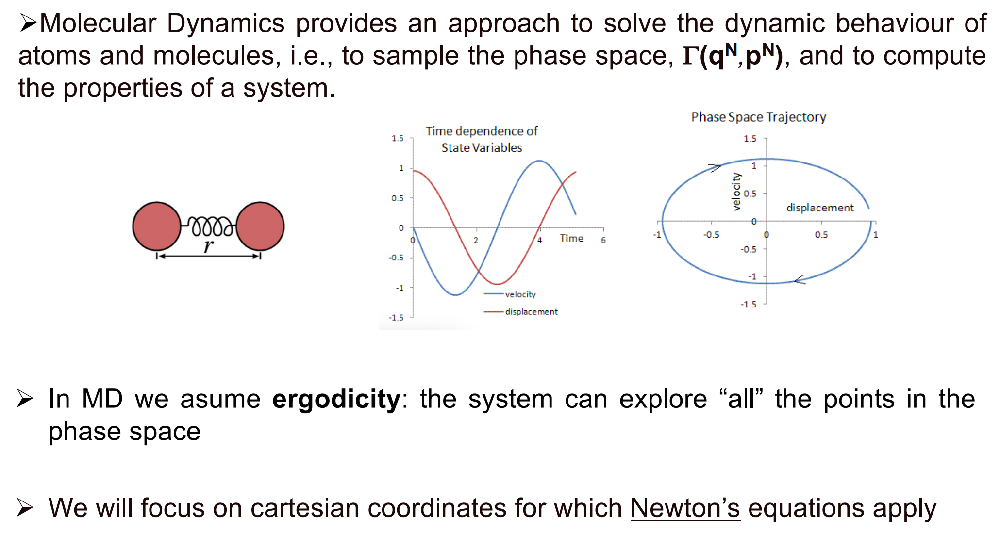 ➢Molecular Dynamics provides an approach to solve the dynamic behaviour of
atoms and molecules, i.e., to sample the phase space, Γ(qᴺ,pᴺ), and to compute
the properties of a system.
r
Time dependence of
State Variables
1.5
1
0.5
0
-0.5
-1
-1.5
0
2
4
Time
6
velocity
displacement
Phase Space Trajectory
1.5
1
0.5
0
-0.5
-1
-1.5
velocity
displacement
-1
-0.5
0
0.5
1
➢ In MD we asume ergodicity: the system can explore “all” the points in the
phase space
➢ We will focus on cartesian coordinates for which Newton’s equations apply